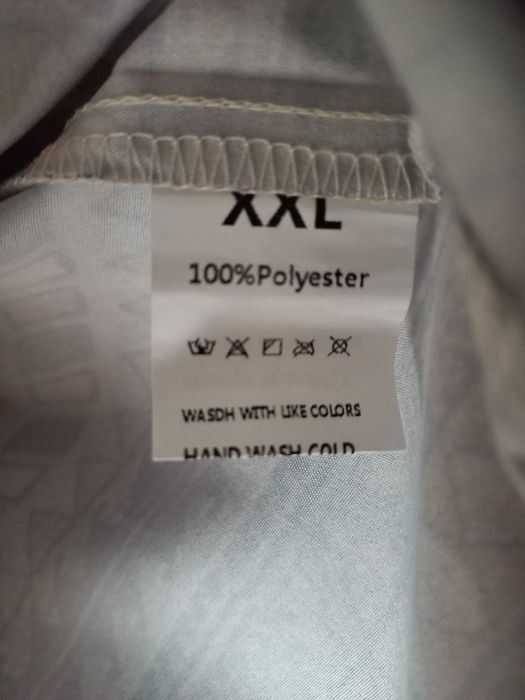 XXL
100%Polyester
WASDH WITH LIKE COLORS
HAND WASH COLD